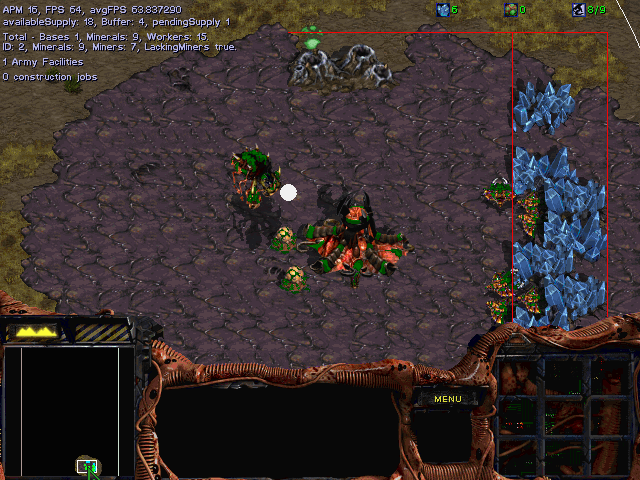 APM 16, FPS 64, avgFPS 63.837290
6 0 8/9
availableSupply: 18, Buffer: 4, pendingSupply 1
Total - Bases 1, Minerals: 9, Workers: 15.
ID: 2, Minerals: 9, Miners: 7, LackingMiners true.
1 Army Facilities
0 construction jobs
MENU